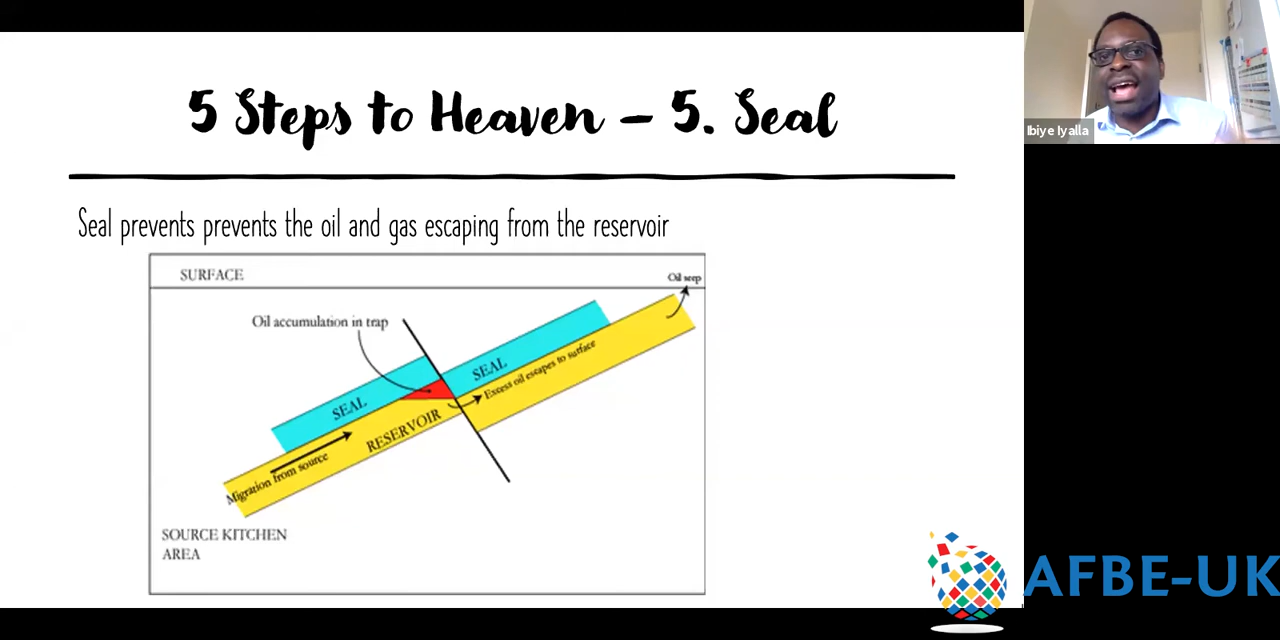 5 Steps to Heaven – 5. Seal
Ibiye Iyalla
Seal prevents prevents the oil and gas escaping from the reservoir
SURFACE
Oil seep
Oil accumulation in trap
SEAL
SEAL
Excess oil escapes to surface
RESERVOIR
Migration from source
SOURCE KITCHEN
AREA
AFBE-UK